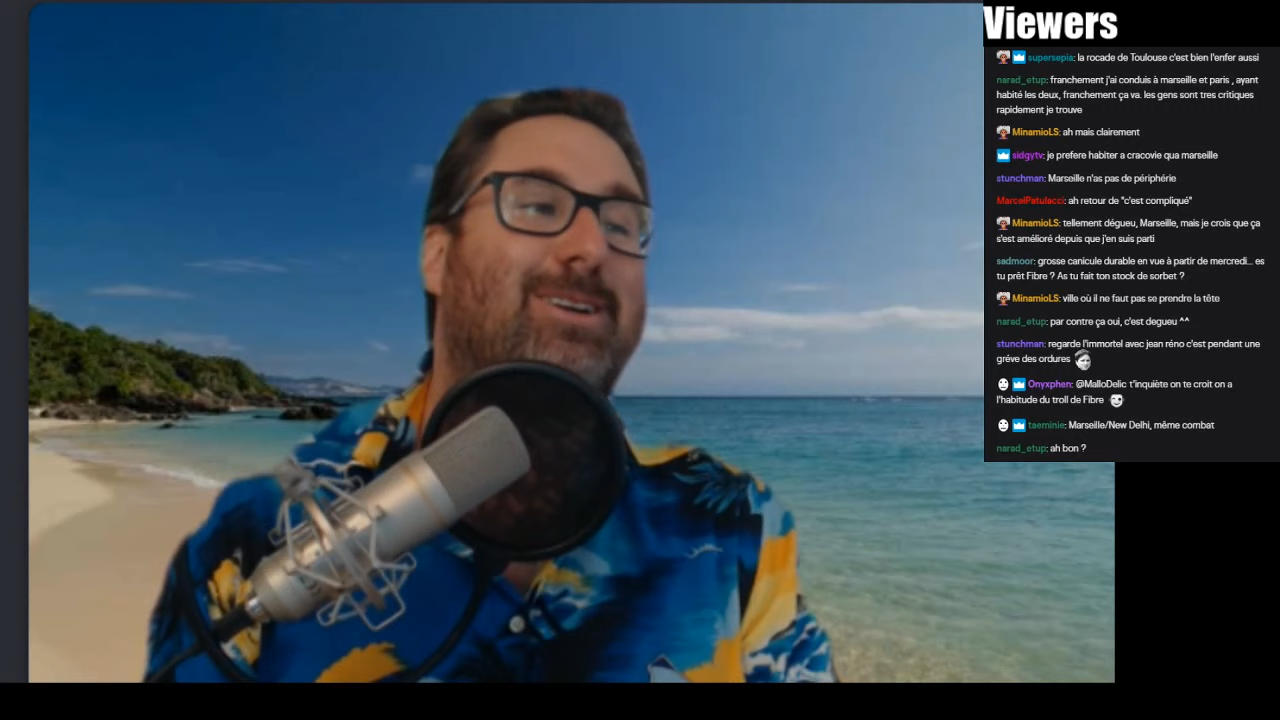 Viewers
supersepia: la rocade de Toulouse c'est bien l'enfer aussi
narad_etup: franchement j'ai conduis à marseille et paris , ayant
habité les deux, franchement ça va. les gens sont tres critiques
rapidement je trouve
MinamioLS: ah mais clairement
sidgytv: je prefere habiter a cracovie qua marseille
stunchman: Marseille n'as pas de périphérie
MarcelPatulacci: ah retour de "c'est compliqué"
MinamioLS: tellement dégueu, Marseille, mais je crois que ça
s'est amélioré depuis que j'en suis parti
sadmoor: grosse canicule durable en vue à partir de mercredi... es
tu prêt Fibre ? As tu fait ton stock de sorbet ?
MinamioLS: ville où il ne faut pas se prendre la tête
narad_etup: par contre ça oui, c'est degueu ^^
stunchman: regarde l'immortel avec jean réno c'est pendant une
gréve des ordures
Onyxphen: @MalloDelic t'inquiète on te croit on a
l'habitude du troll de Fibre
taeminie: Marseille/New Delhi, même combat
narad_etup: ah bon ?